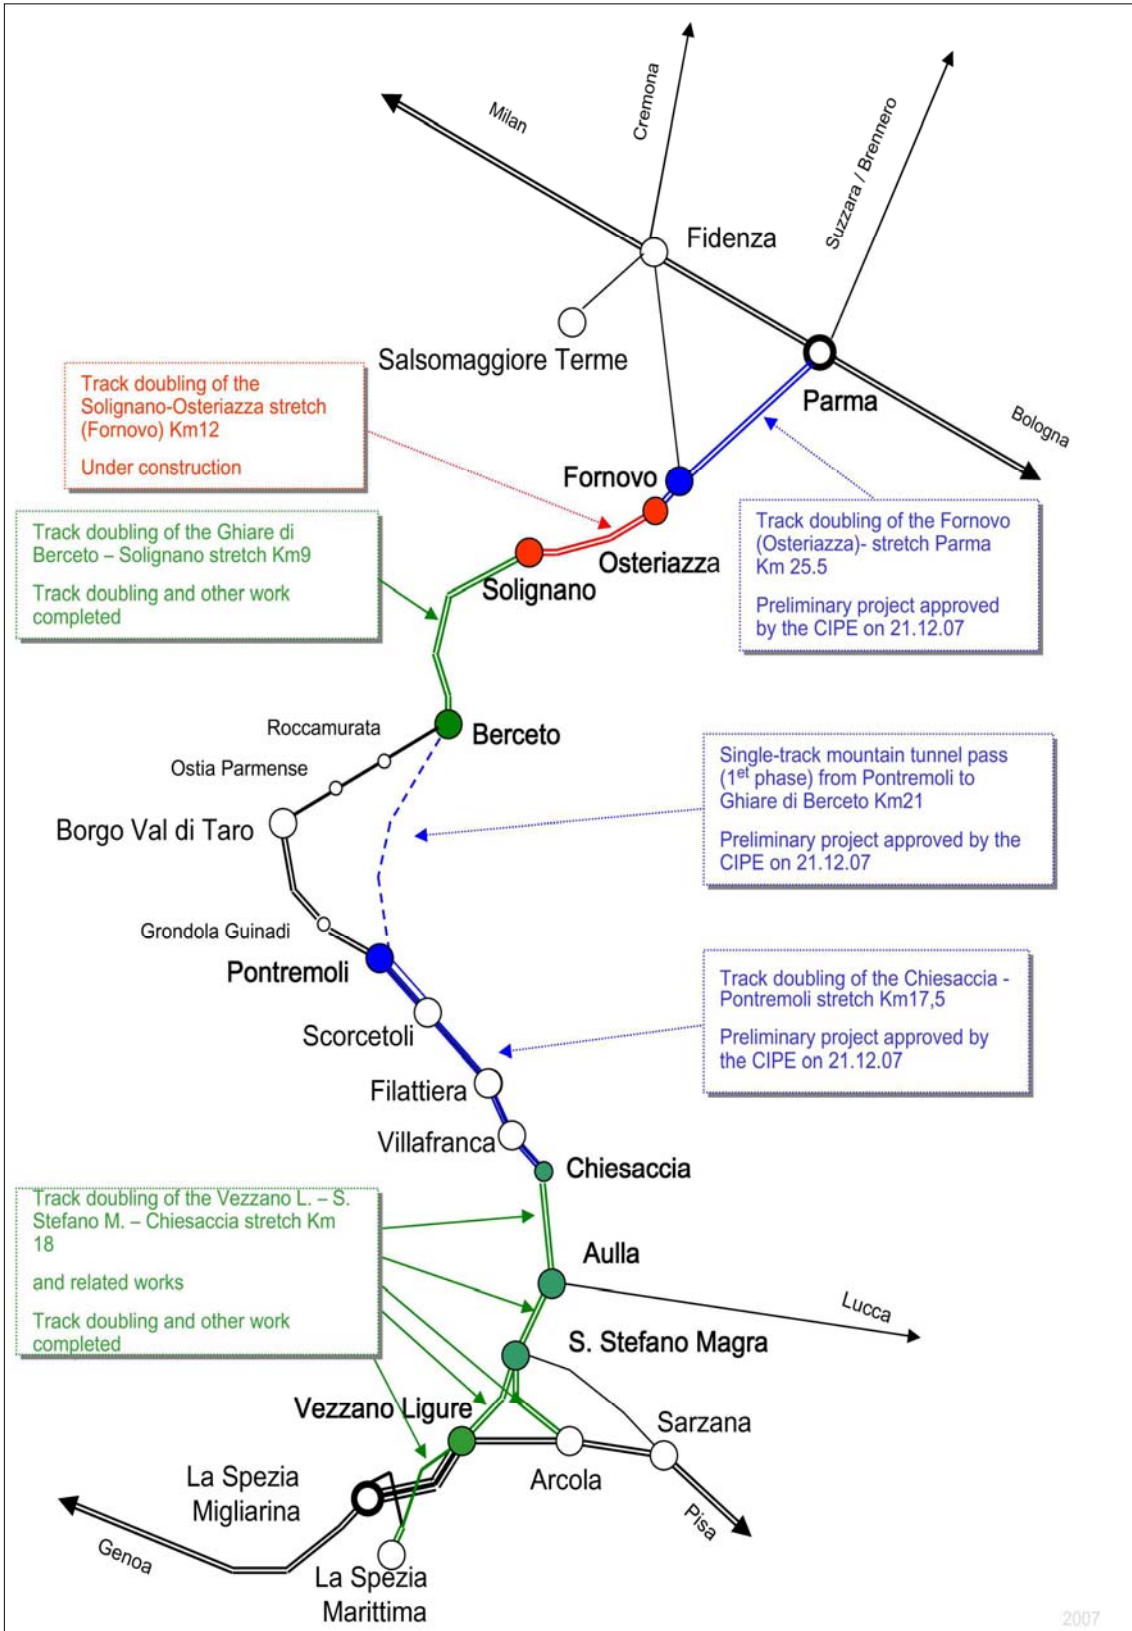 Milan
Cremona
Suzzara / Brennero
Fidenza
Salsomaggiore Terme
Parma
Bologna
Track doubling of the
Solignano-Osteriazza stretch
(Fornovo) Km12
Under construction
Fornovo
Track doubling of the Ghiare di
Berceto – Solignano stretch Km9
Track doubling and other work
completed
Osteriazza
Solignano
Track doubling of the Fornovo
(Osteriazza)- stretch Parma
Km 25.5
Preliminary project approved
by the CIPE on 21.12.07
Roccamurata
Berceto
Ostia Parmense
Borgo Val di Taro
Single-track mountain tunnel pass
(1et phase) from Pontremoli to
Ghiare di Berceto Km21
Preliminary project approved by the
CIPE on 21.12.07
Grondola Guinadi
Pontremoli
Scorcetoli
Track doubling of the Chiesaccia -
Pontremoli stretch Km17,5
Preliminary project approved by
the CIPE on 21.12.07
Filattiera
Villafranca
Chiesaccia
Track doubling of the Vezzano L. – S.
Stefano M. – Chiesaccia stretch Km
18
and related works
Track doubling and other work
completed
Aulla
Lucca
S. Stefano Magra
Vezzano Ligure
Sarzana
Arcola
La Spezia
Migliarina
Pisa
Genoa
La Spezia
Marittima
2007